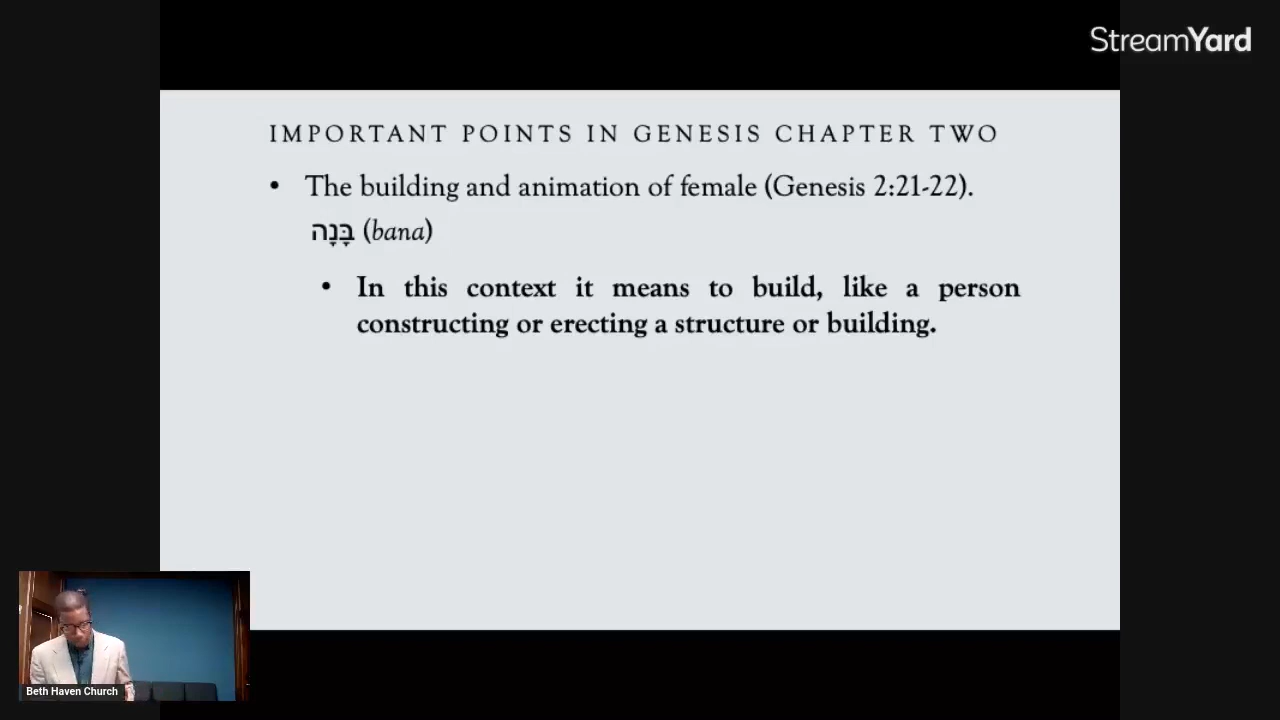 StreamYard
IMPORTANT POINTS IN GENESIS CHAPTER TWO
• The building and animation of female (Genesis 2:21-22).
בָּנָה (bana)
• In this context it means to build, like a person
constructing or erecting a structure or building.
Beth Haven Church